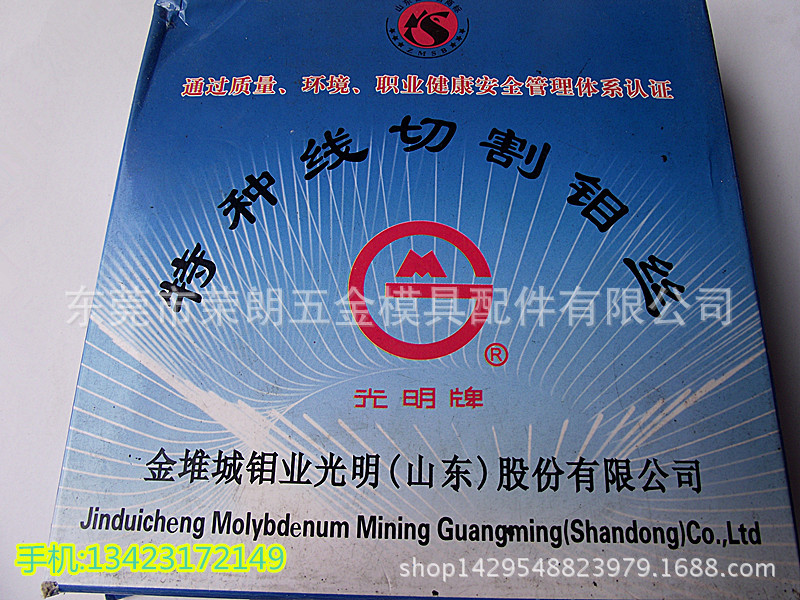 ZMSB
通过质量、环境、职业健康安全管理体系认证
特种线切割钼丝
东莞市荣朗五金模具配件有限公司
®
光明牌
金堆城钼业光明(山东)股份有限公司
Jinduicheng Molybdenum Mining Guangming(Shandong)Co.,Ltd
手机:13423172149
shop1429548823979.1688.com